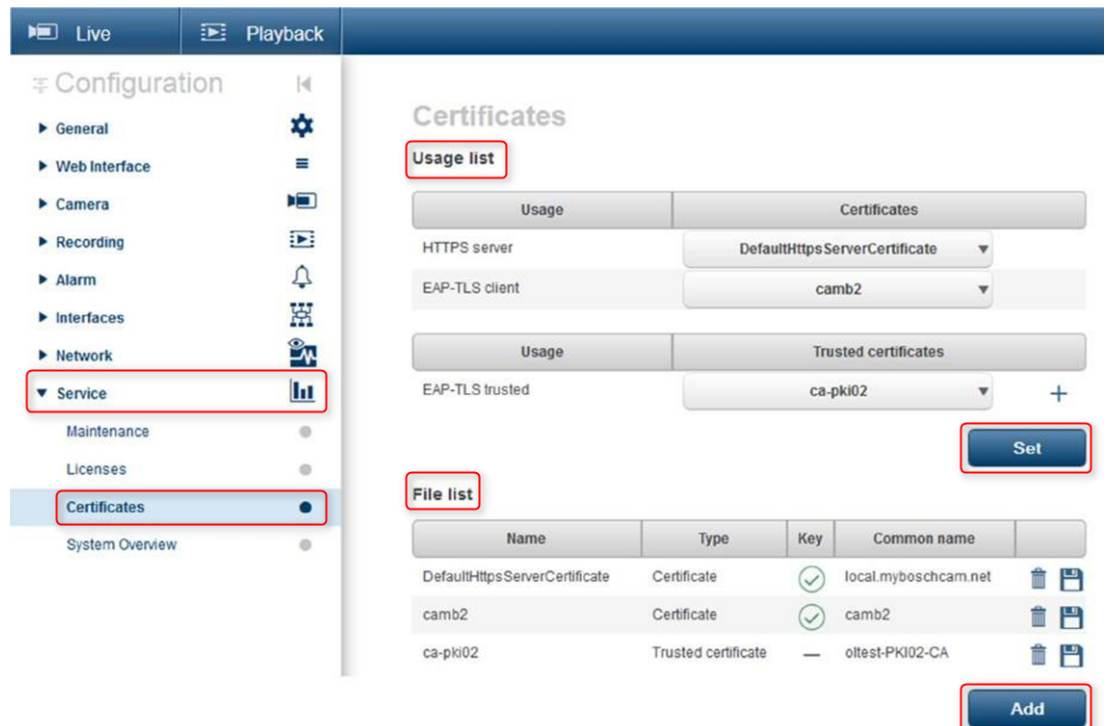 Live Playback
Configuration
General
Web Interface
Camera
Recording
Alarm
Interfaces
Network
Service
Maintenance
Licenses
Certificates
System Overview
Certificates
Usage list
Usage Certificates
HTTPS server DefaultHttpsServerCertificate
EAP-TLS client camb2
Usage Trusted certificates
EAP-TLS trusted ca-pki02
Set
File list
Name Type Key Common name
DefaultHttpsServerCertificate Certificate local.myboschcam.net
camb2 Certificate camb2
ca-pki02 Trusted certificate — oltest-PKI02-CA
Add